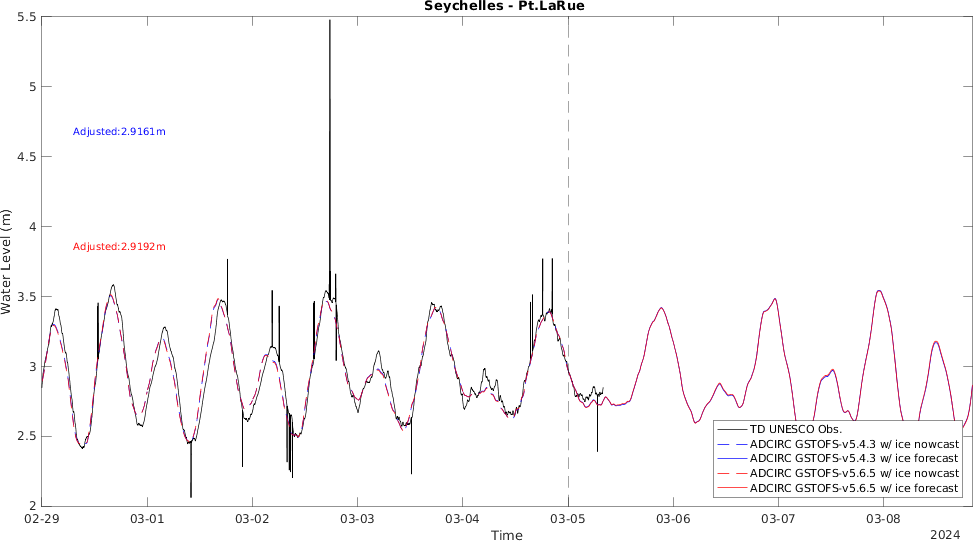 Seychelles - Pt.LaRue
5.5
5
4.5
4
3.5
3
2.5
2
Water Level (m)
Adjusted:2.9161m
Adjusted:2.9192m
TD UNESCO Obs.
ADCIRC GSTOFS-v5.4.3 w/ ice nowcast
ADCIRC GSTOFS-v5.4.3 w/ ice forecast
ADCIRC GSTOFS-v5.6.5 w/ ice nowcast
ADCIRC GSTOFS-v5.6.5 w/ ice forecast
02-29 03-01 03-02 03-03 03-04 03-05 03-06 03-07 03-08
Time
2024